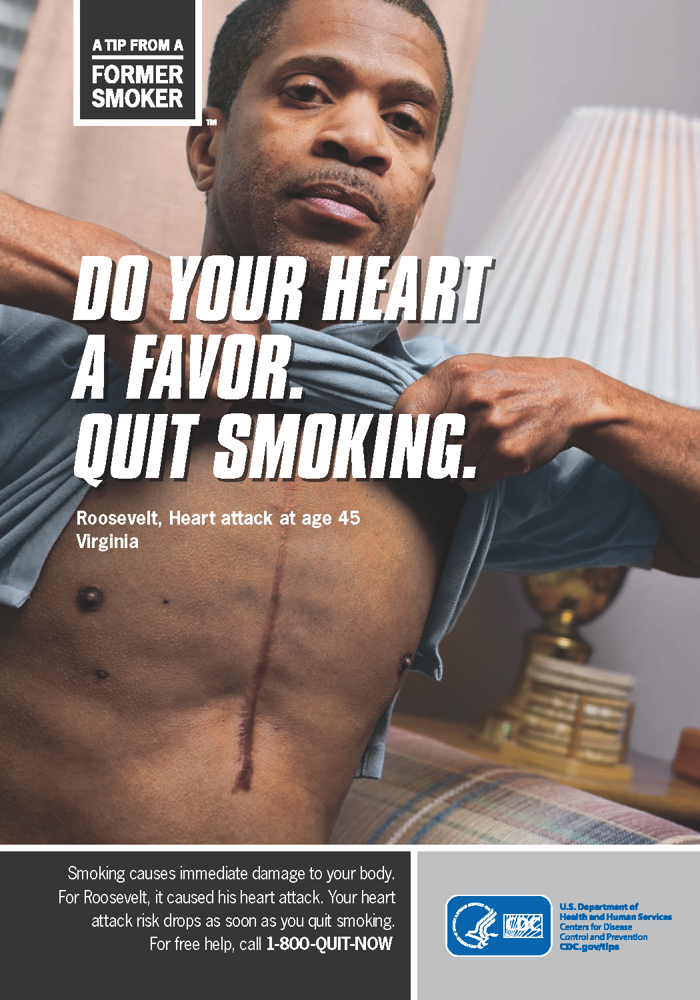 A TIP FROM A
FORMER
SMOKER
™
DO YOUR HEART
A FAVOR.
QUIT SMOKING.
Roosevelt, Heart attack at age 45
Virginia
Smoking causes immediate damage to your body.
For Roosevelt, it caused his heart attack. Your heart
attack risk drops as soon as you quit smoking.
For free help, call 1-800-QUIT-NOW
CDC
U.S. Department of
Health and Human Services
Centers for Disease
Control and Prevention
CDC.gov/tips